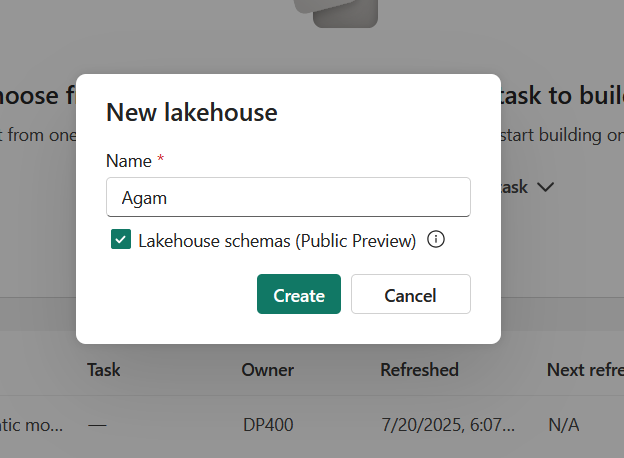 hoose f
task to buil
t from one
start building on
New lakehouse
Name *
task
Agam
Lakehouse schemas (Public Preview)
Create
Cancel
Task
Owner
Refreshed
Next refre
tic mo...
—
DP400
7/20/2025, 6:07...
N/A